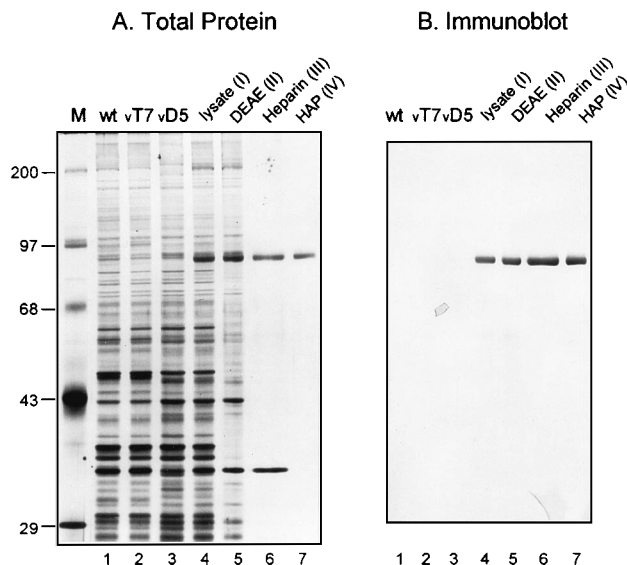 A. Total Protein
B. Immunoblot
M wt vT7 vD5 lysate (I) DEAE (II) Heparin (III) HAP (IV)
wt vT7 vD5 lysate (I) DEAE (II) Heparin (III) HAP (IV)
200
97
68
43
29
1 2 3 4 5 6 7
1 2 3 4 5 6 7